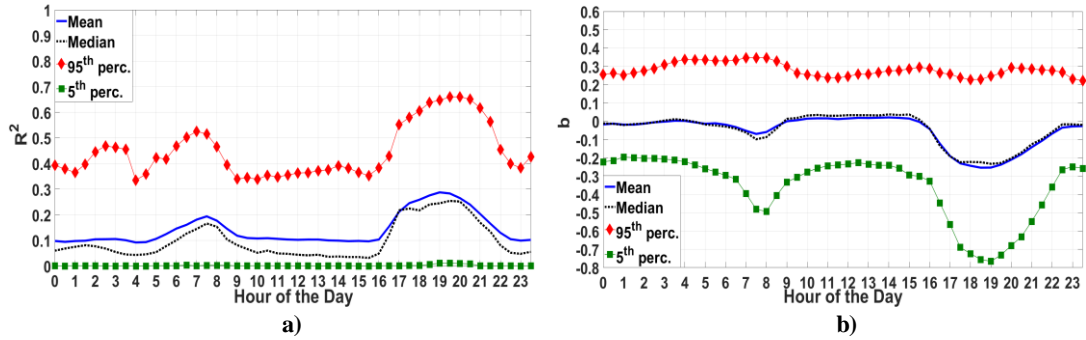 1
0.9
0.8
0.7
0.6
0.5
0.4
0.3
0.2
0.1
0
R²
Mean
Median
95th perc.
5th perc.
0 1 2 3 4 5 6 7 8 9 10 11 12 13 14 15 16 17 18 19 20 21 22 23
Hour of the Day
a)
0.6
0.5
0.4
0.3
0.2
0.1
0
-0.1
-0.2
-0.3
-0.4
-0.5
-0.6
-0.7
-0.8
b
Mean
Median
95th perc.
5th perc.
0 1 2 3 4 5 6 7 8 9 10 11 12 13 14 15 16 17 18 19 20 21 22 23
Hour of the Day
b)